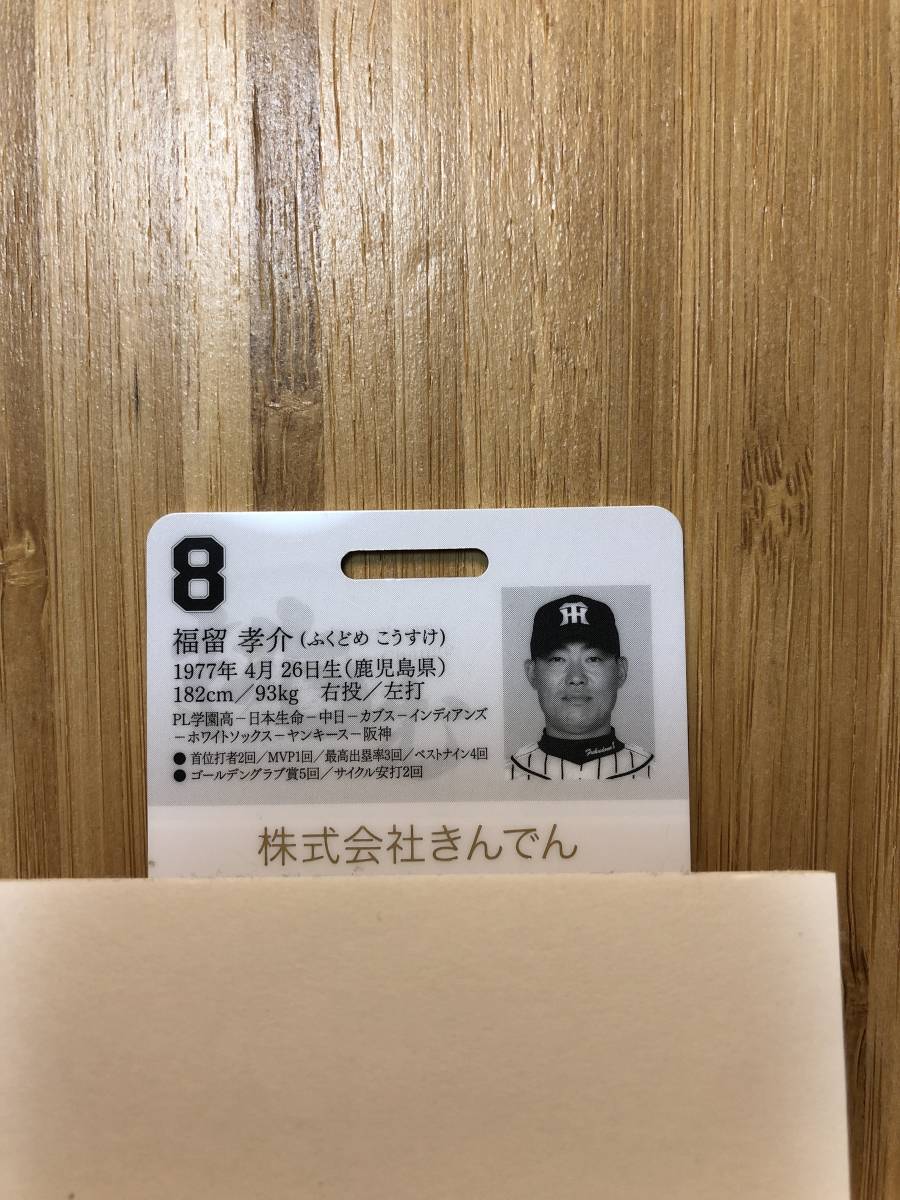 8
福留 孝介 (ふくどめ こうすけ)
1977年 4月 26日生(鹿児島県)
182cm/93kg 右投/左打
PL学園高−日本生命−中日−カブス−インディアンズ
−ホワイトソックス−ヤンキース−阪神
●首位打者2回/MVP1回/最高出塁率3回/ベストナイン4回
●ゴールデングラブ賞5回/サイクル安打2回
株式会社きんでん